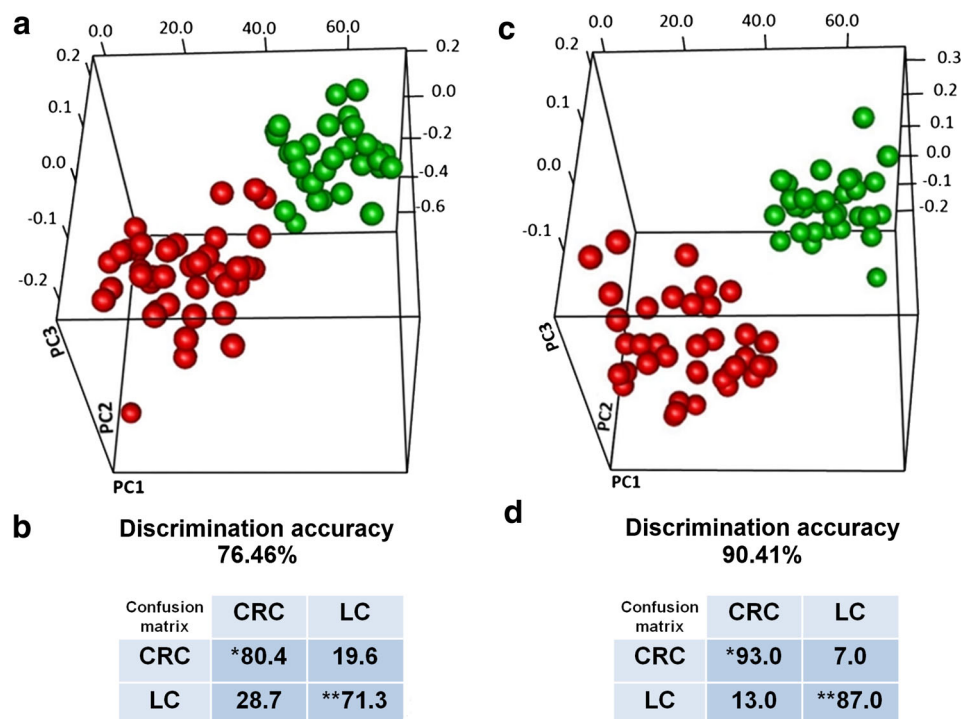 a
0.0 20.0 40.0 60.0
0.2
0.1
0.0
-0.1
-0.2
0.2
0.0
-0.2
-0.4
-0.6
PC3
PC2
PC1
c
0.0 20.0 40.0 60.0
0.2
0.1
0.0
-0.1
0.3
0.2
0.1
0.0
-0.1
-0.2
PC3
PC2
PC1
b
Discrimination accuracy
76.46%
Confusion
matrix
CRC LC
CRC *80.4 19.6
LC 28.7 **71.3
d
Discrimination accuracy
90.41%
Confusion
matrix
CRC LC
CRC *93.0 7.0
LC 13.0 **87.0